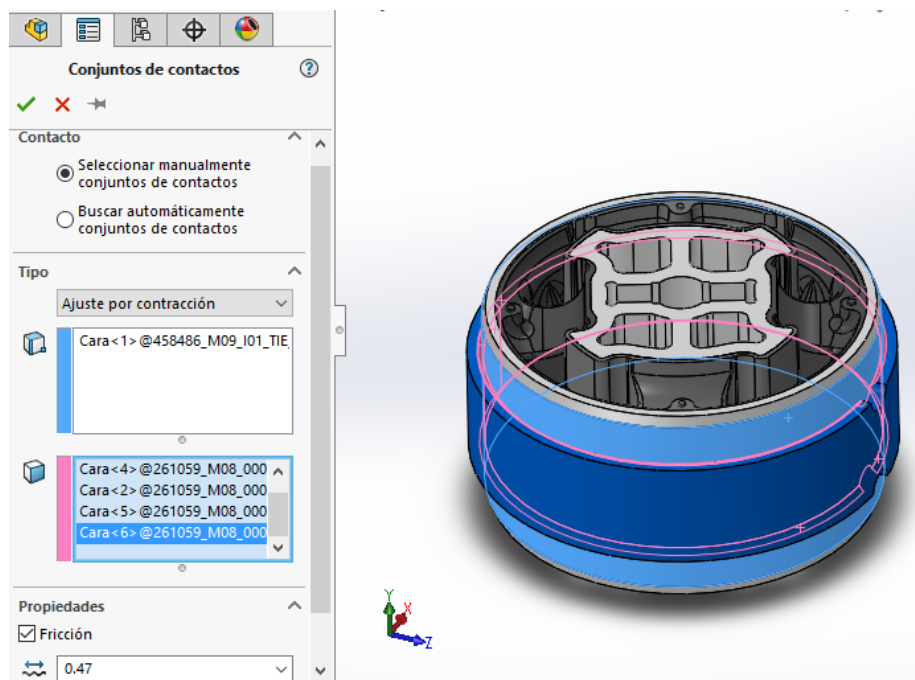 Conjuntos de contactos
Contacto
Seleccionar manualmente
conjuntos de contactos
Buscar automáticamente
conjuntos de contactos
Tipo
Ajuste por contracción
Cara<1>@458486_M09_I01_TIE
Cara<4>@261059_M08_000
Cara<2>@261059_M08_000
Cara<5>@261059_M08_000
Cara<6>@261059_M08_000
Propiedades
Fricción
0.47
Y
X
Z